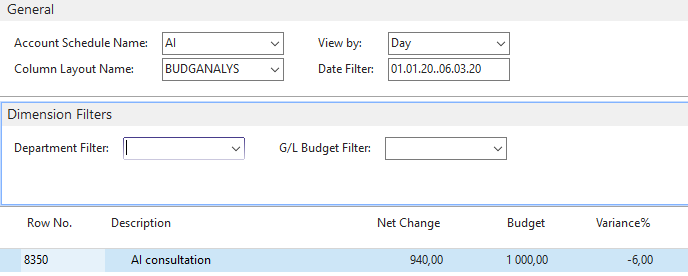 General
Account Schedule Name: AI View by: Day
Column Layout Name: BUDGANALYS Date Filter: 01.01.20..06.03.20
Dimension Filters
Department Filter: G/L Budget Filter:
Row No. Description Net Change Budget Variance%
8350 AI consultation 940,00 1 000,00 -6,00